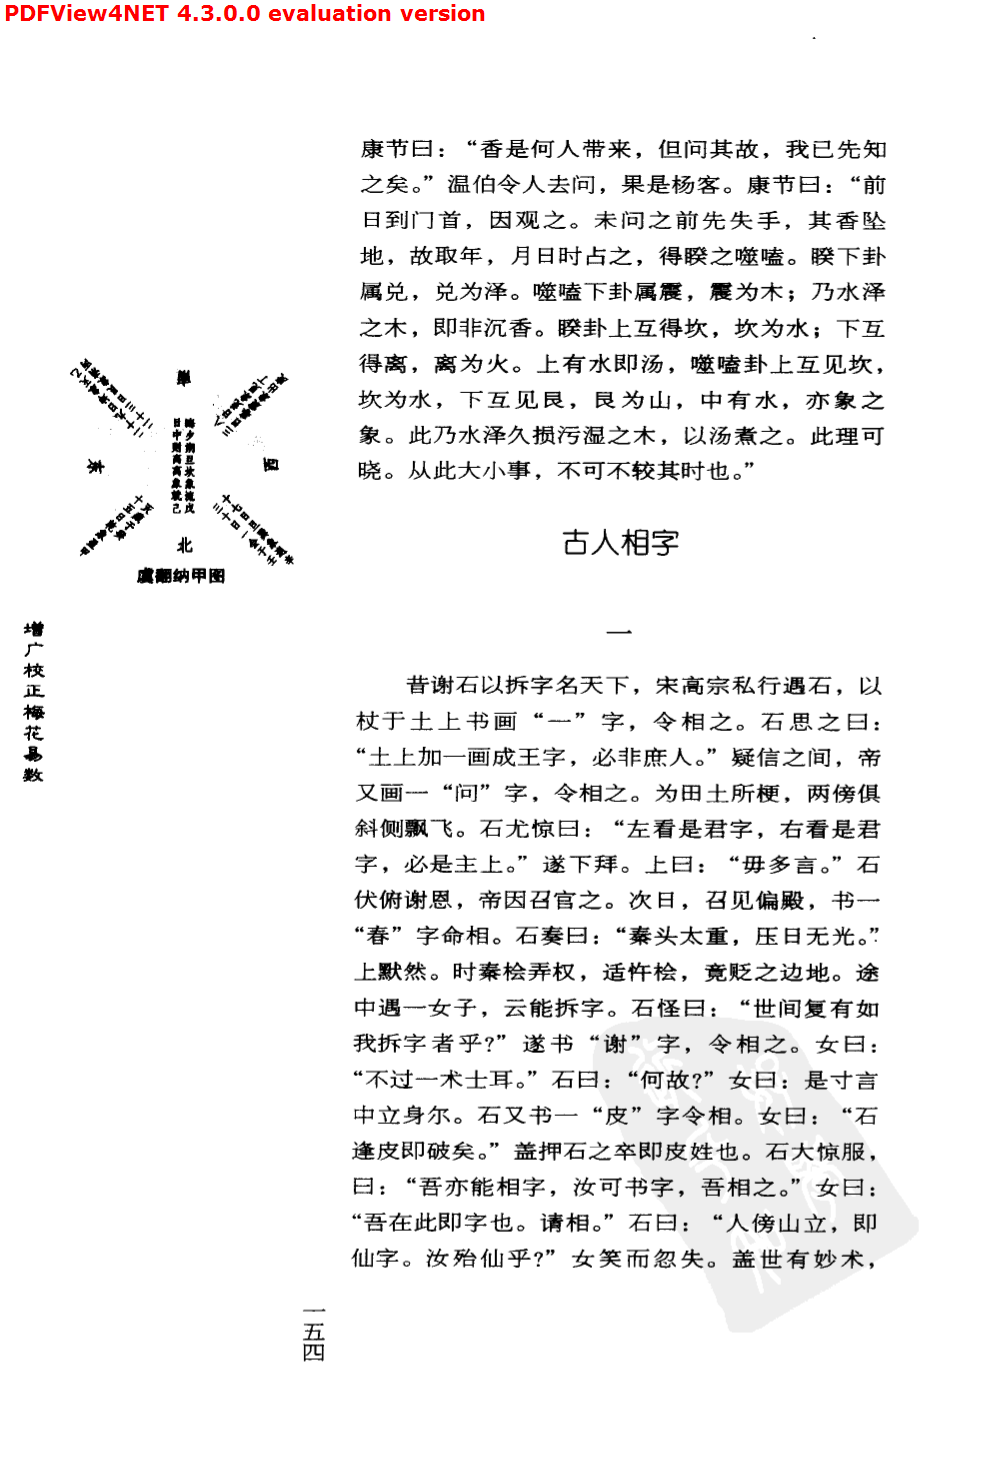 PDFView4NET 4.3.0.0 evaluation version
康节曰：“香是何人带来，但问其故，我已先知
之矣。”温伯令人去问，果是杨客。康节曰：“前
日到门首，因观之。未问之前先失手，其香坠
地，故取年，月日时占之，得睽之噬嗑。睽下卦
属兑，兑为泽。噬嗑下卦属震，震为木；乃水泽
之木，即非沉香。睽卦上互得坎，坎为水；下互
得离，离为火。上有水即汤，噬嗑卦上互见坎，
坎为水，下互见艮，艮为山，中有水，亦象之
象。此乃水泽久损污湿之木，以汤煮之。此理可
晓。从此大小事，不可不较其时也。”
古人相字
一
昔谢石以拆字名天下，宋高宗私行遇石，以
杖于土上书画“一”字，令相之。石思之曰：
“土上加一画成王字，必非庶人。”疑信之间，帝
又画一“问”字，令相之。为田土所梗，两傍俱
斜侧飘飞。石尤惊曰：“左看是君字，右看是君
字，必是主上。”遂下拜。上曰：“毋多言。”石
伏俯谢恩，帝因召官之。次日，召见偏殿，书一
“春”字命相。石奏曰：“秦头太重，压日无光。”
上默然。时秦桧弄权，适忤桧，竟贬之边地。途
中遇一女子，云能拆字。石怪曰：“世间复有如
我拆字者乎?”遂书“谢”字，令相之。女曰：
“不过一术士耳。”石曰：“何故?”女曰：是寸言
中立身尔。石又书一“皮”字令相。女曰：“石
逢皮即破矣。”盖押石之卒即皮姓也。石大惊服，
曰：“吾亦能相字，汝可书字，吾相之。”女曰：
“吾在此即字也。请相。”石曰：“人傍山立，即
仙字。汝殆仙乎?”女笑而忽失。盖世有妙术，
东
西
北
虞翻纳甲图
增广校正梅花易数
一五四